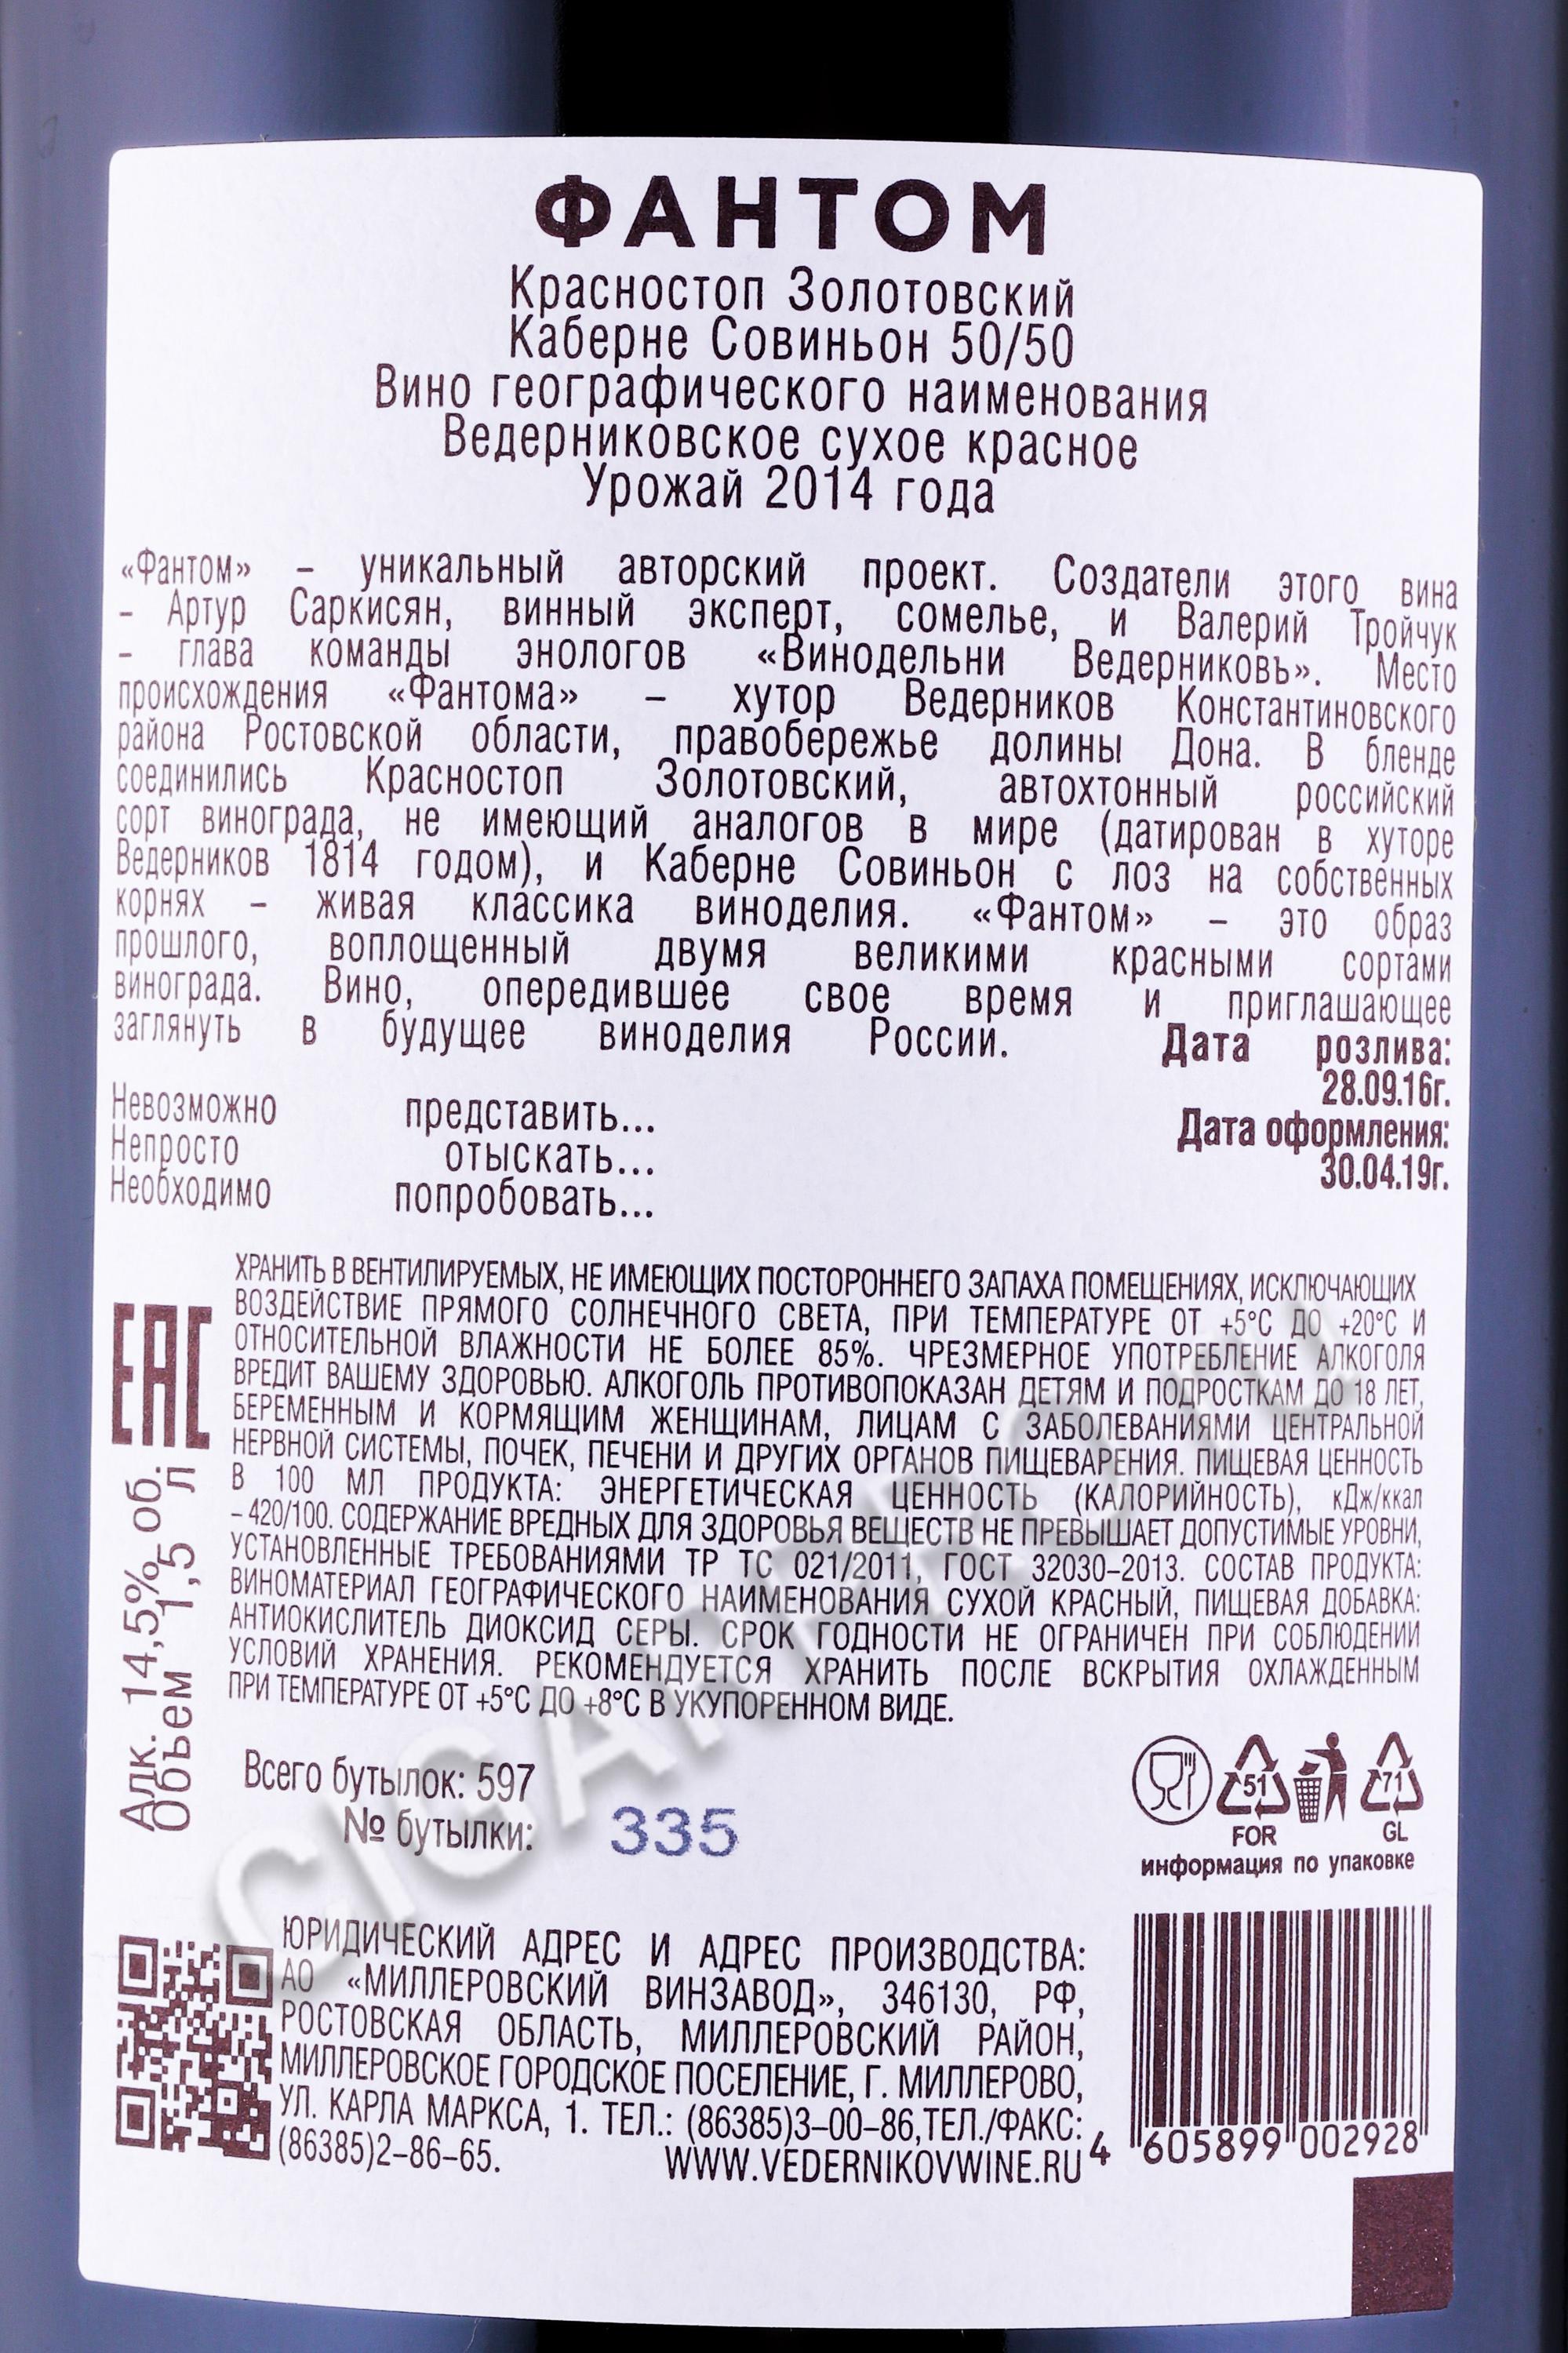 ФАНТОМ
Красностоп Золотовский
Каберне Совиньон 50/50
Вино географического наименования
Ведерниковское сухое красное
Урожай 2014 года
«Фантом» – уникальный авторский проект. Создатели этого вина
– Артур Саркисян, винный эксперт, сомелье, и Валерий Тройчук
– глава команды энологов «Винодельни Ведерниковъ». Место
происхождения «Фантома» – хутор Ведерников Константиновского
района Ростовской области, правобережье долины Дона. В бленде
соединились Красностоп Золотовский, автохтонный российский
сорт винограда, не имеющий аналогов в мире (датирован в хуторе
Ведерников 1814 годом), и Каберне Совиньон с лоз на собственных
корнях – живая классика виноделия. «Фантом» – это образ
прошлого, воплощенный двумя великими красными сортами
винограда. Вино, опередившее свое время и приглашающее
заглянуть в будущее виноделия России.
Дата розлива:
28.09.16г.
Дата оформления:
30.04.19г.
Невозможно представить...
Непросто отыскать...
Необходимо попробовать...
ХРАНИТЬ В ВЕНТИЛИРУЕМЫХ, НЕ ИМЕЮЩИХ ПОСТОРОННЕГО ЗАПАХА ПОМЕЩЕНИЯХ, ИСКЛЮЧАЮЩИХ
ВОЗДЕЙСТВИЕ ПРЯМОГО СОЛНЕЧНОГО СВЕТА, ПРИ ТЕМПЕРАТУРЕ ОТ +5°С ДО +20°С И
ОТНОСИТЕЛЬНОЙ ВЛАЖНОСТИ НЕ БОЛЕЕ 85%. ЧРЕЗМЕРНОЕ УПОТРЕБЛЕНИЕ АЛКОГОЛЯ
ВРЕДИТ ВАШЕМУ ЗДОРОВЬЮ. АЛКОГОЛЬ ПРОТИВОПОКАЗАН ДЕТЯМ И ПОДРОСТКАМ ДО 18 ЛЕТ,
БЕРЕМЕННЫМ И КОРМЯЩИМ ЖЕНЩИНАМ, ЛИЦАМ С ЗАБОЛЕВАНИЯМИ ЦЕНТРАЛЬНОЙ
НЕРВНОЙ СИСТЕМЫ, ПОЧЕК, ПЕЧЕНИ И ДРУГИХ ОРГАНОВ ПИЩЕВАРЕНИЯ. ПИЩЕВАЯ ЦЕННОСТЬ
В 100 МЛ ПРОДУКТА: ЭНЕРГЕТИЧЕСКАЯ ЦЕННОСТЬ (КАЛОРИЙНОСТЬ), кДж/ккал
– 420/100. СОДЕРЖАНИЕ ВРЕДНЫХ ДЛЯ ЗДОРОВЬЯ ВЕЩЕСТВ НЕ ПРЕВЫШАЕТ ДОПУСТИМЫЕ УРОВНИ,
УСТАНОВЛЕННЫЕ ТРЕБОВАНИЯМИ ТР ТС 021/2011, ГОСТ 32030–2013. СОСТАВ ПРОДУКТА:
ВИНОМАТЕРИАЛ ГЕОГРАФИЧЕСКОГО НАИМЕНОВАНИЯ СУХОЙ КРАСНЫЙ, ПИЩЕВАЯ ДОБАВКА:
АНТИОКИСЛИТЕЛЬ ДИОКСИД СЕРЫ. СРОК ГОДНОСТИ НЕ ОГРАНИЧЕН ПРИ СОБЛЮДЕНИИ
УСЛОВИЙ ХРАНЕНИЯ. РЕКОМЕНДУЕТСЯ ХРАНИТЬ ПОСЛЕ ВСКРЫТИЯ ОХЛАЖДЕННЫМ
ПРИ ТЕМПЕРАТУРЕ ОТ +5°С ДО +8°С В УКУПОРЕННОМ ВИДЕ.
ЕАС
Алк. 14,5% об.
Объем 1,5 л
Всего бутылок: 597
№ бутылки: 335
51
FOR
71
GL
информация по упаковке
ЮРИДИЧЕСКИЙ АДРЕС И АДРЕС ПРОИЗВОДСТВА:
АО «МИЛЛЕРОВСКИЙ ВИНЗАВОД», 346130, РФ,
РОСТОВСКАЯ ОБЛАСТЬ, МИЛЛЕРОВСКИЙ РАЙОН,
МИЛЛЕРОВСКОЕ ГОРОДСКОЕ ПОСЕЛЕНИЕ, Г. МИЛЛЕРОВО,
УЛ. КАРЛА МАРКСА, 1. ТЕЛ.: (86385)3–00–86,ТЕЛ./ФАКС:
(86385)2–86–65. WWW.VEDERNIKOVWINE.RU
4 605899 002928
CIGARPRO.RU